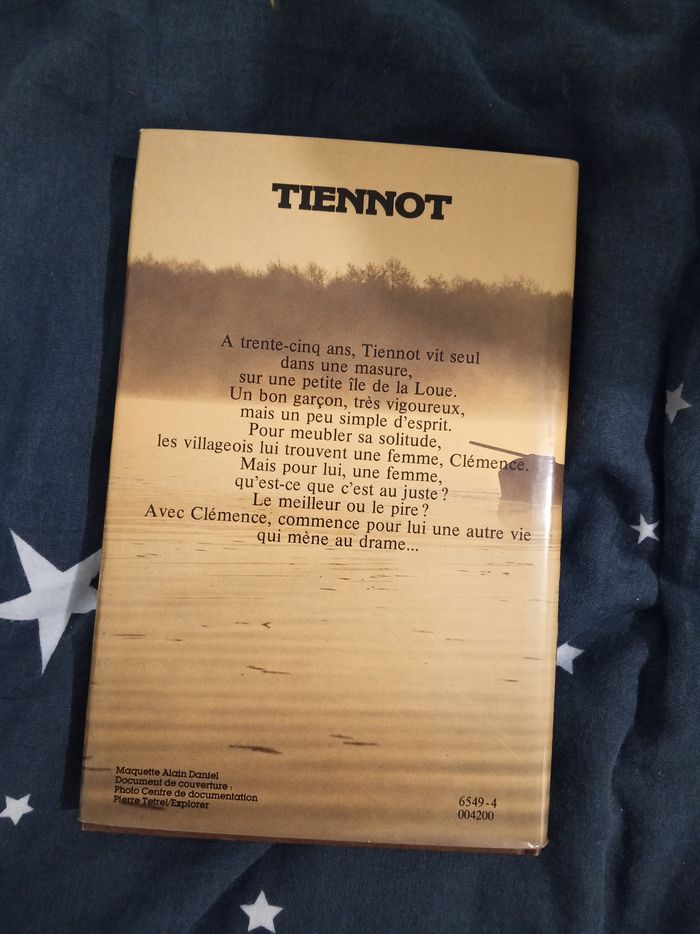 TIENNOT
A trente-cinq ans, Tiennot vit seul
dans une masure,
sur une petite île de la Loue.
Un bon garçon, très vigoureux,
mais un peu simple d'esprit.
Pour meubler sa solitude,
les villageois lui trouvent une femme, Clémence.
Mais pour lui, une femme,
qu'est-ce que c'est au juste ?
Le meilleur ou le pire ?
Avec Clémence, commence pour lui une autre vie
qui mène au drame...
Maquette Alain Daniel
Document de couverture :
Photo Centre de documentation
Pierre Tetrel/Explorer
6549-4
004200